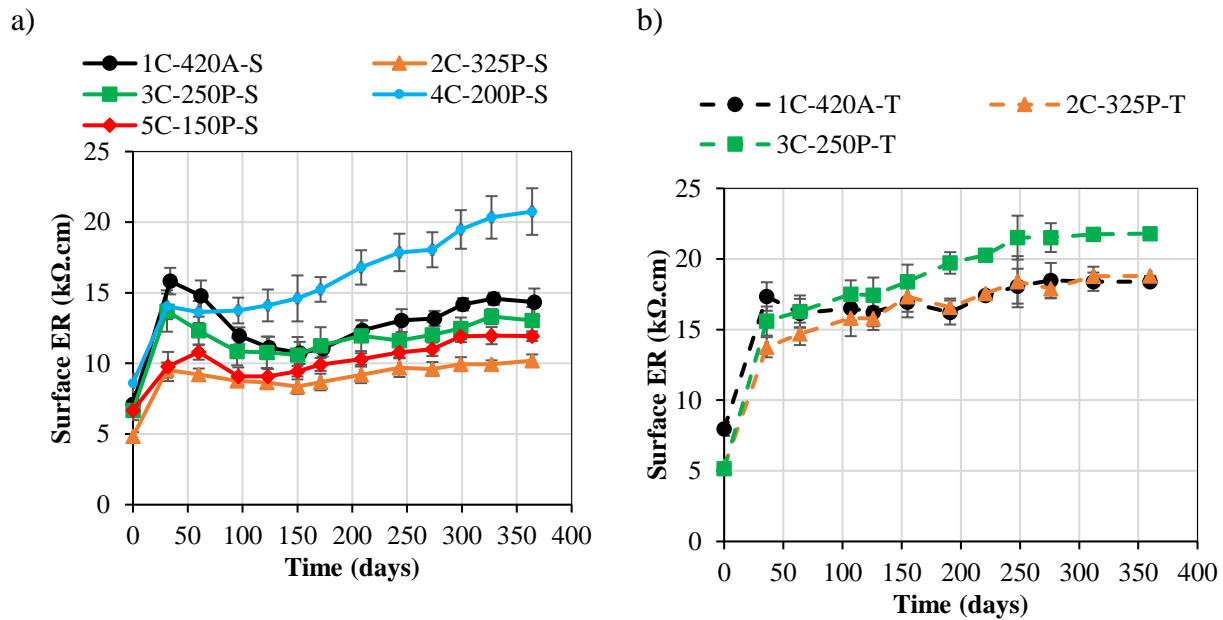 a)
1C-420A-S 2C-325P-S
3C-250P-S 4C-200P-S
5C-150P-S
25
20
15
10
5
0
Surface ER (kΩ.cm)
0 50 100 150 200 250 300 350 400
Time (days)
b)
1C-420A-T 2C-325P-T
3C-250P-T
25
20
15
10
5
0
Surface ER (kΩ.cm)
0 50 100 150 200 250 300 350 400
Time (days)